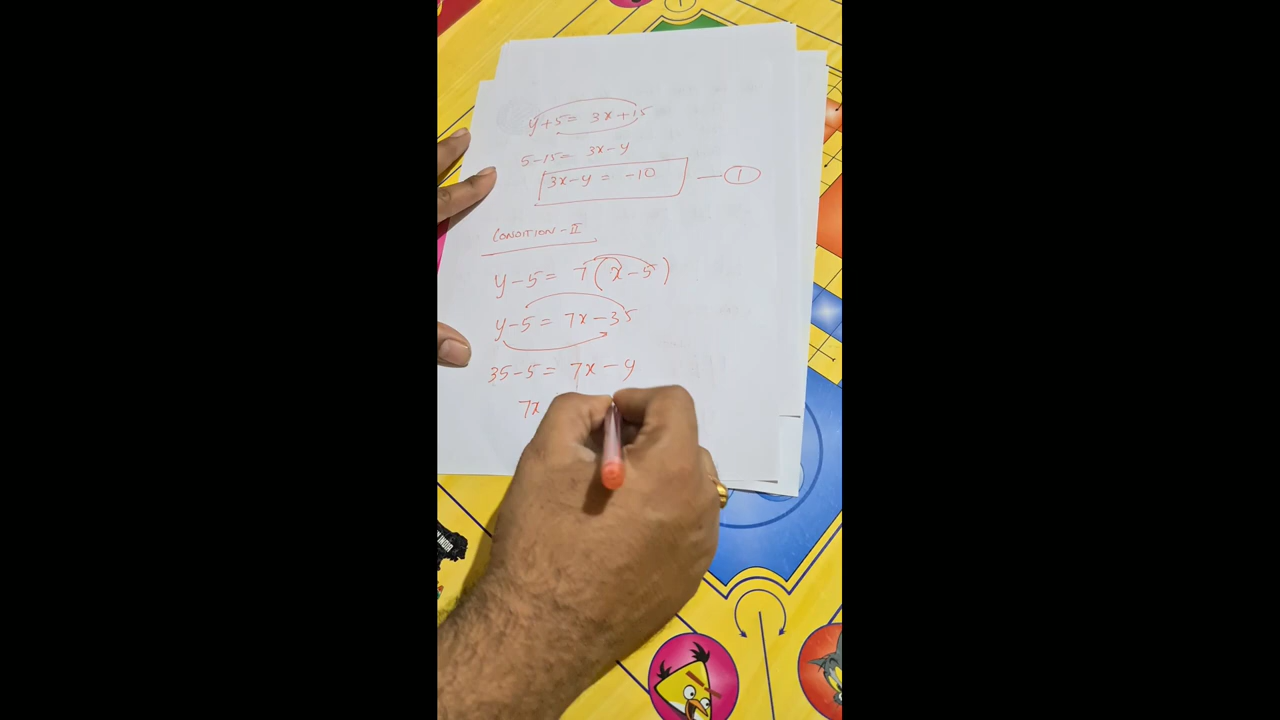 y+5= 3x+15
5-15= 3x-y
3x-y = -10 —①
CONDITION-II
y-5= 7(x-5)
y-5= 7x-35
35-5= 7x-y
7x